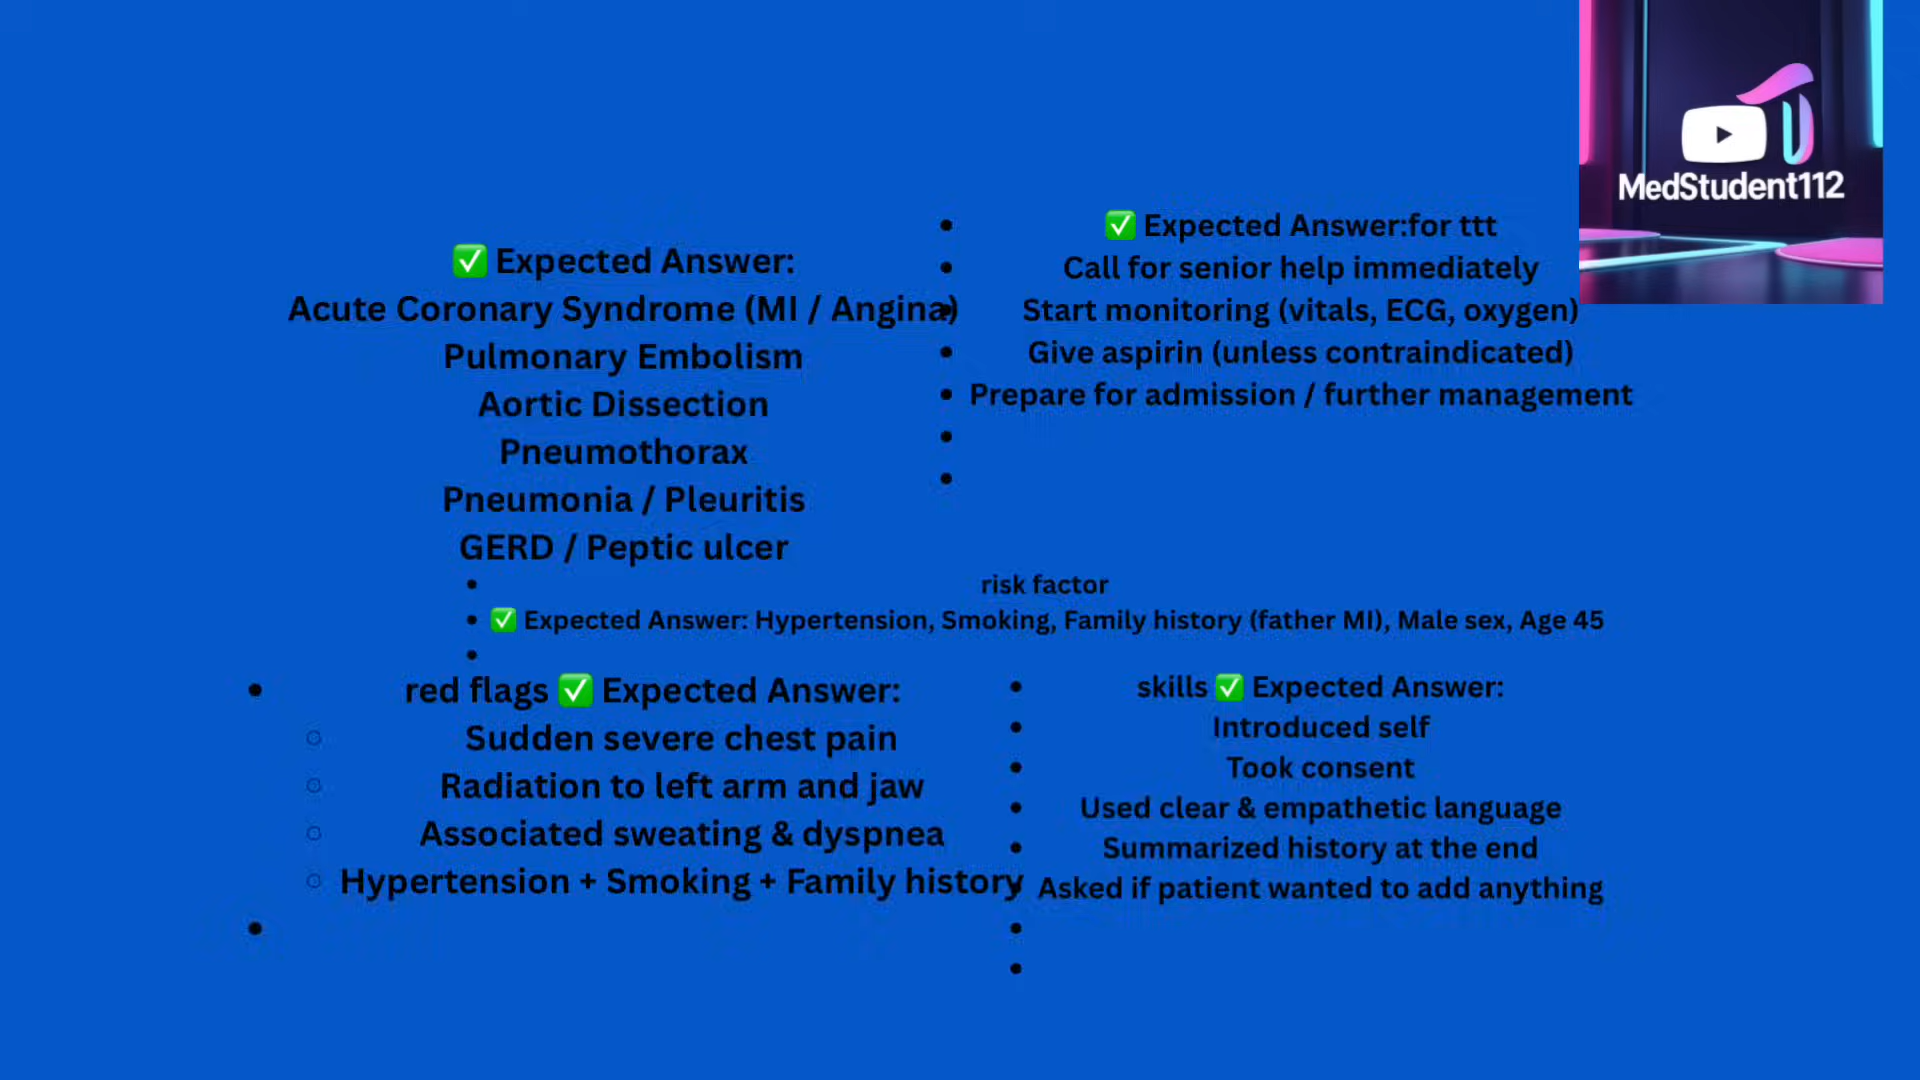 MedStudent112
✅ Expected Answer:
Acute Coronary Syndrome (MI / Angina)
Pulmonary Embolism
Aortic Dissection
Pneumothorax
Pneumonia / Pleuritis
GERD / Peptic ulcer
• ✅ Expected Answer:for ttt
• Call for senior help immediately
• Start monitoring (vitals, ECG, oxygen)
• Give aspirin (unless contraindicated)
• Prepare for admission / further management
• risk factor
• ✅ Expected Answer: Hypertension, Smoking, Family history (father MI), Male sex, Age 45
• red flags ✅ Expected Answer:
○ Sudden severe chest pain
○ Radiation to left arm and jaw
○ Associated sweating & dyspnea
○ Hypertension + Smoking + Family history
• skills ✅ Expected Answer:
• Introduced self
• Took consent
• Used clear & empathetic language
• Summarized history at the end
• Asked if patient wanted to add anything